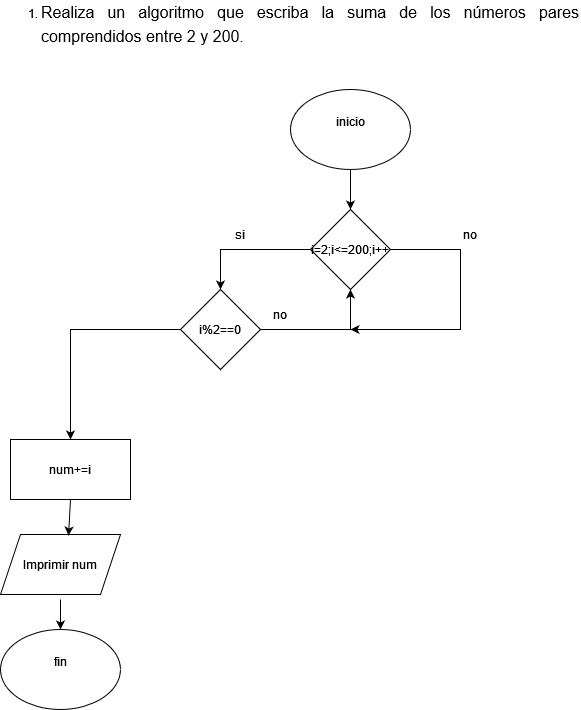 1. Realiza un algoritmo que escriba la suma de los números pares
comprendidos entre 2 y 200.
inicio
si
no
i=2;i<=200;i++
no
i%2==0
num+=i
Imprimir num
fin